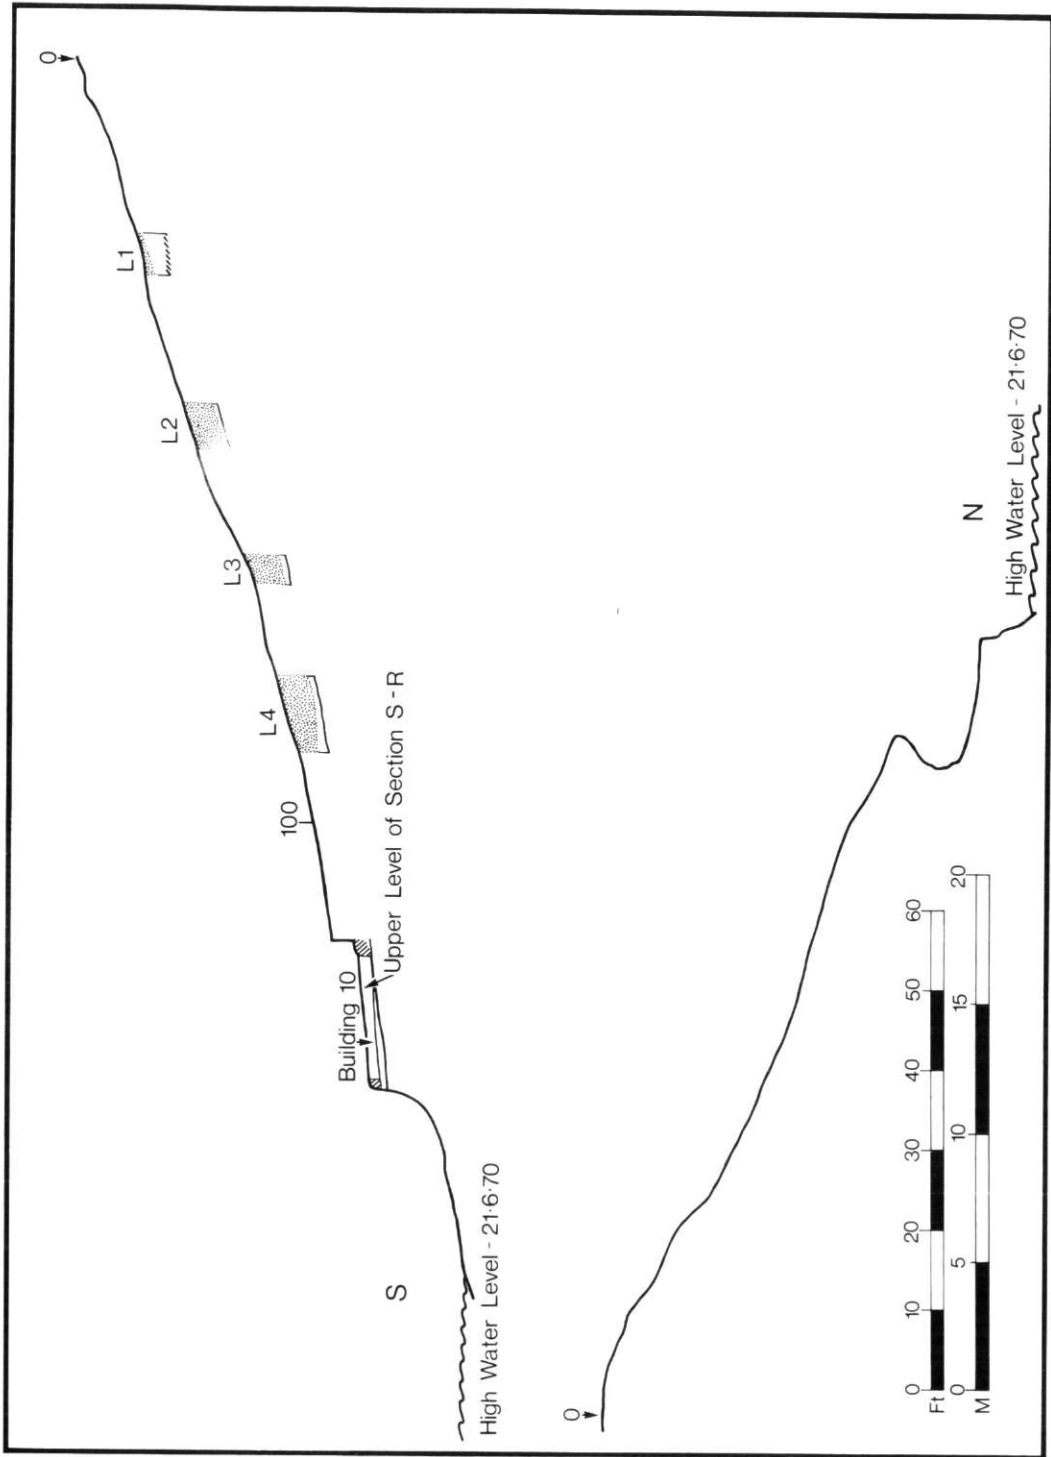 0
L1
L2
L3
L4
100
Building 10
Upper Level of Section S-R
S
High Water Level - 21·6·70
0
N
High Water Level - 21·6·70
Ft 0 10 20 30 40 50 60
M 0 5 10 15 20